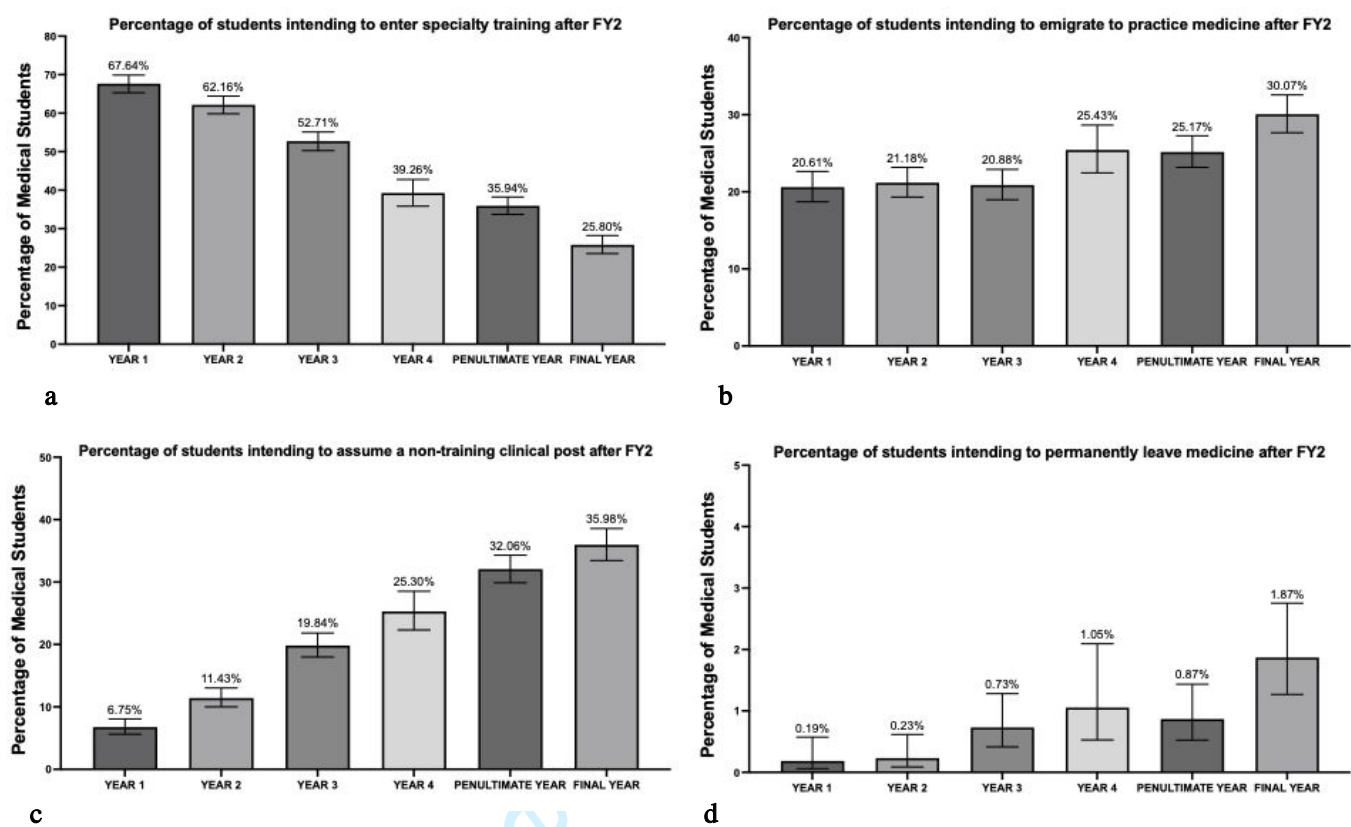 Percentage of students intending to enter specialty training after FY2
Percentage of Medical Students
80
70
60
50
40
30
20
10
0
67.64%
62.16%
52.71%
39.26%
35.94%
25.80%
YEAR 1
YEAR 2
YEAR 3
YEAR 4
PENULTIMATE YEAR
FINAL YEAR
a
Percentage of students intending to emigrate to practice medicine after FY2
Percentage of Medical Students
40
30
20
10
0
20.61%
21.18%
20.88%
25.43%
25.17%
30.07%
YEAR 1
YEAR 2
YEAR 3
YEAR 4
PENULTIMATE YEAR
FINAL YEAR
b
Percentage of students intending to assume a non-training clinical post after FY2
Percentage of Medical Students
50
40
30
20
10
0
6.75%
11.43%
19.84%
25.30%
32.06%
35.98%
YEAR 1
YEAR 2
YEAR 3
YEAR 4
PENULTIMATE YEAR
FINAL YEAR
c
Percentage of students intending to permanently leave medicine after FY2
Percentage of Medical Students
5
4
3
2
1
0
0.19%
0.23%
0.73%
1.05%
0.87%
1.87%
YEAR 1
YEAR 2
YEAR 3
YEAR 4
PENULTIMATE YEAR
FINAL YEAR
d